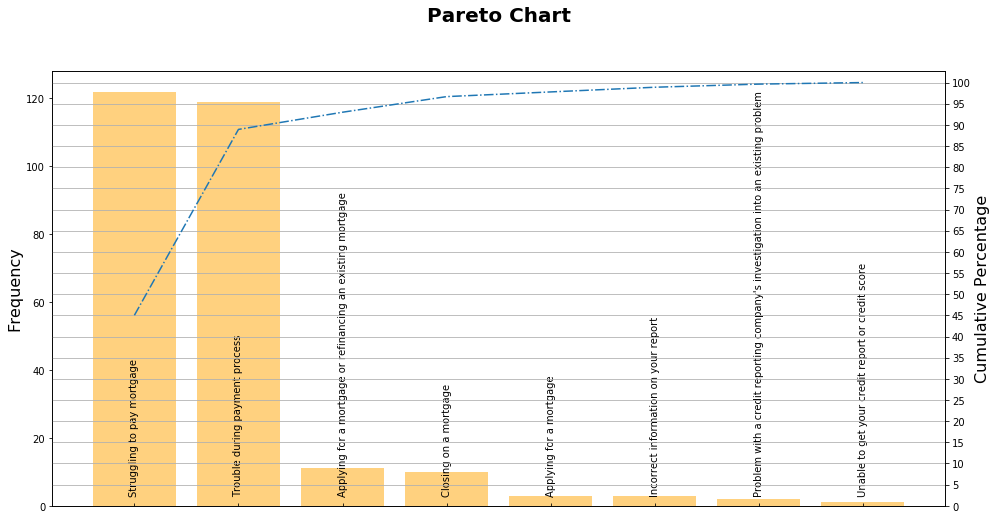 Pareto Chart
Frequency
120
100
80
60
40
20
0
Struggling to pay mortgage
Trouble during payment process
Applying for a mortgage or refinancing an existing mortgage
Closing on a mortgage
Applying for a mortgage
Incorrect information on your report
Problem with a credit reporting company's investigation into an existing problem
Unable to get your credit report or credit score
100
95
90
85
80
75
70
65
60
55
50
45
40
35
30
25
20
15
10
5
0
Cumulative Percentage